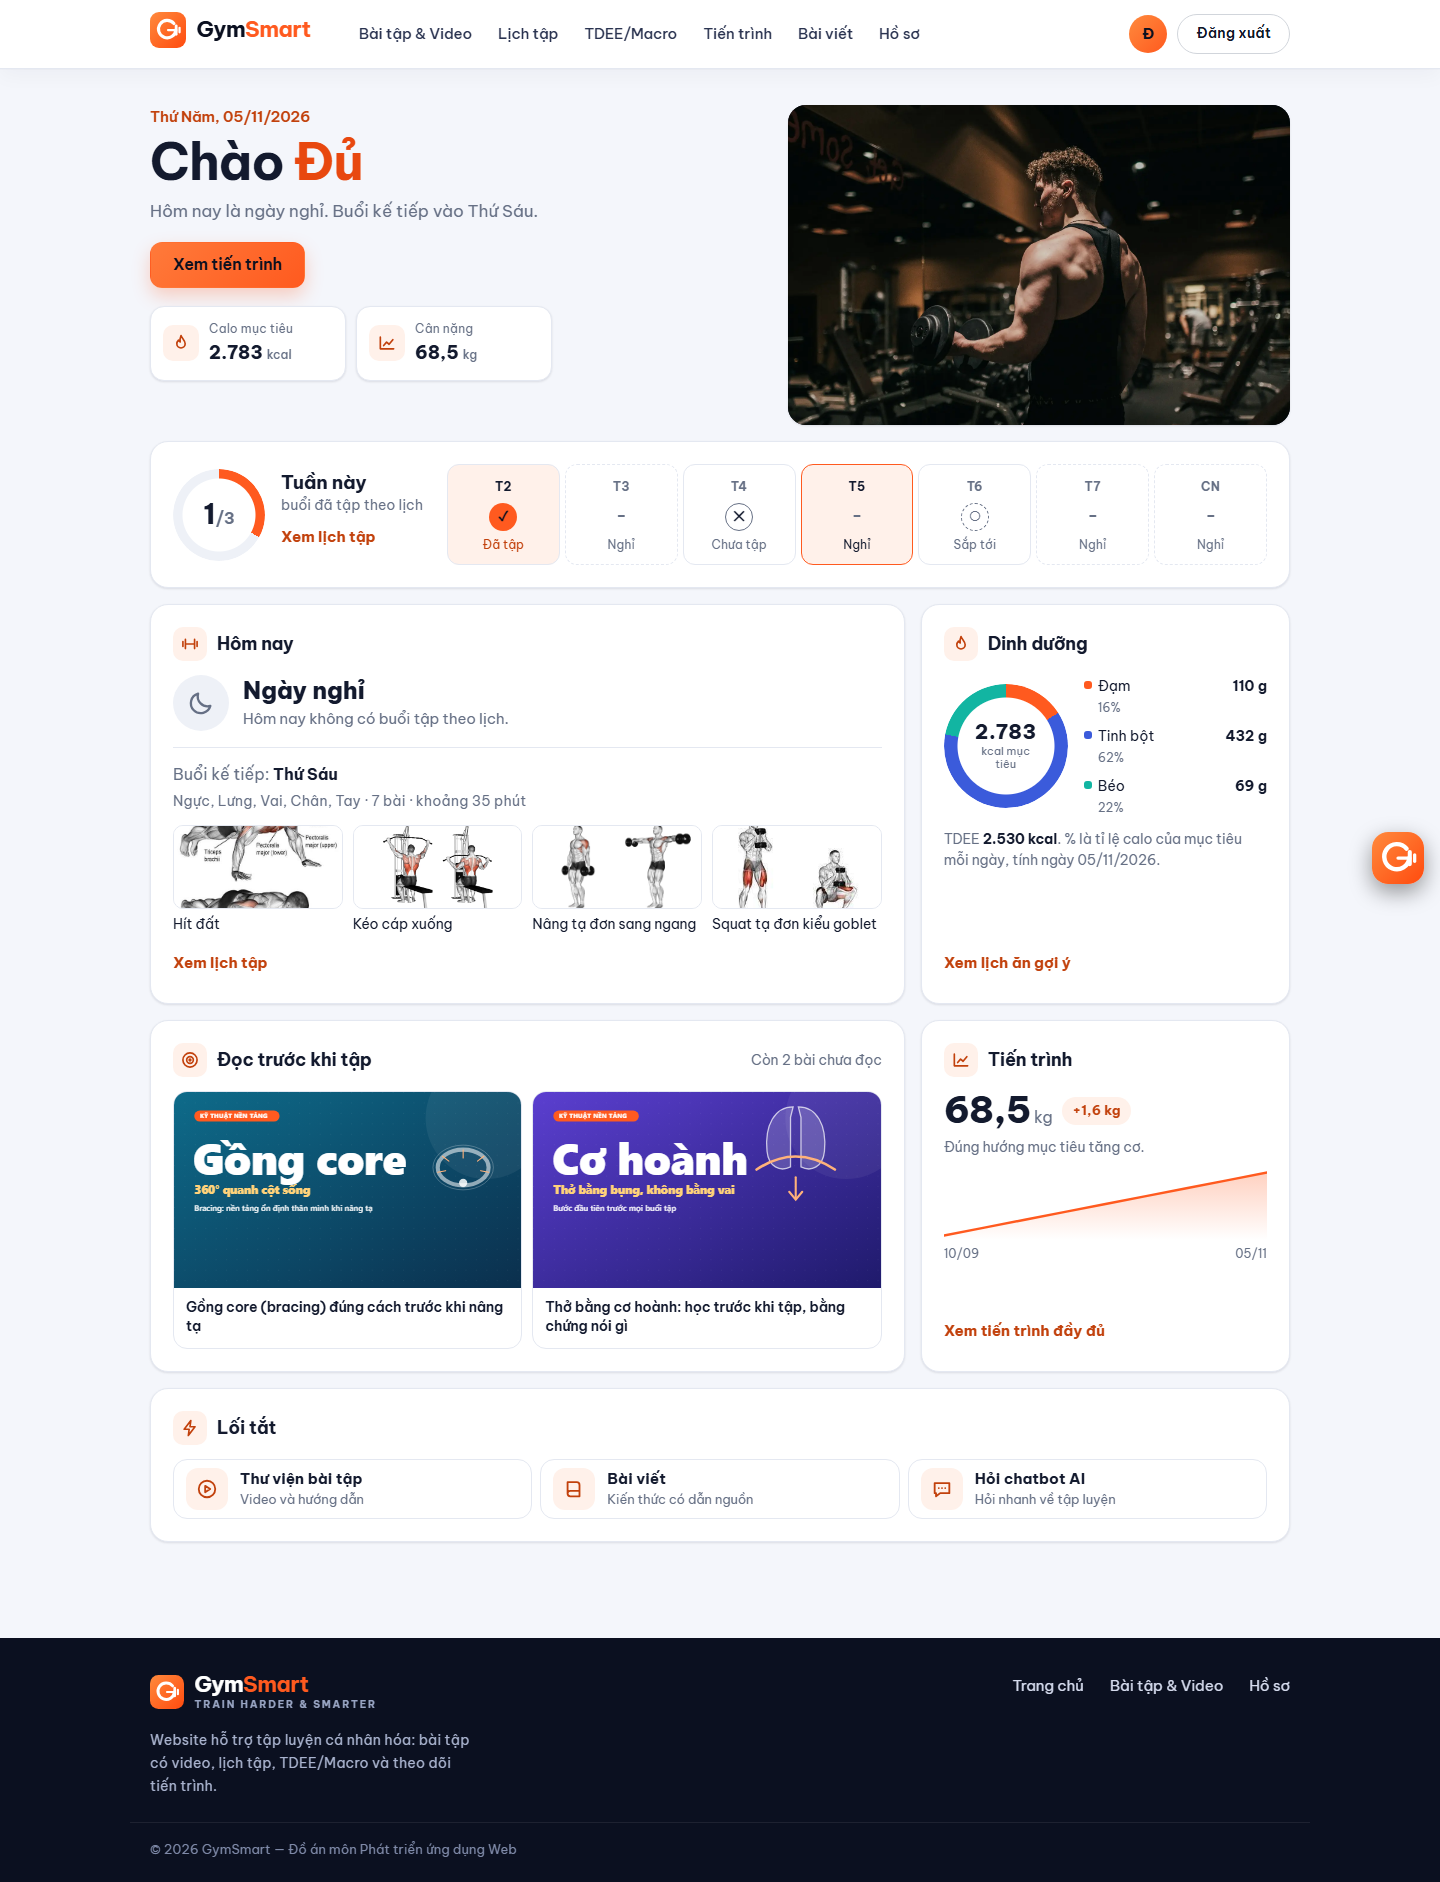 GymSmart
Bài tập & Video
Lịch tập
TDEE/Macro
Tiến trình
Bài viết
Hồ sơ
Đ
Đăng xuất
Thứ Năm, 05/11/2026
Chào Đủ
Hôm nay là ngày nghỉ. Buổi kế tiếp vào Thứ Sáu.
Xem tiến trình
Calo mục tiêu
2.783 kcal
Cân nặng
68,5 kg
1/3
Tuần này
buổi đã tập theo lịch
Xem lịch tập
T2
Đã tập
T3
–
Nghỉ
T4
Chưa tập
T5
–
Nghỉ
T6
Sắp tới
T7
–
Nghỉ
CN
–
Nghỉ
Hôm nay
Ngày nghỉ
Hôm nay không có buổi tập theo lịch.
Buổi kế tiếp: Thứ Sáu
Ngực, Lưng, Vai, Chân, Tay · 7 bài · khoảng 35 phút
Triceps
brachii
Pectoralis
major (lower)
Pectoralis
major (upper)
Hít đất
Kéo cáp xuống
Nâng tạ đơn sang ngang
Squat tạ đơn kiểu goblet
Xem lịch tập
Dinh dưỡng
2.783
kcal mục
tiêu
Đạm
110 g
16%
Tinh bột
432 g
62%
Béo
69 g
22%
TDEE 2.530 kcal. % là tỉ lệ calo của mục tiêu
mỗi ngày, tính ngày 05/11/2026.
Xem lịch ăn gợi ý
Đọc trước khi tập
Còn 2 bài chưa đọc
KỸ THUẬT NỀN TẢNG
Gồng core
360° quanh cột sống
Bracing: nền tảng ổn định thân mình khi nâng tạ
Gồng core (bracing) đúng cách trước khi nâng
tạ
KỸ THUẬT NỀN TẢNG
Cơ hoành
Thở bằng bụng, không bằng vai
Bước đầu tiên trước mọi buổi tập
Thở bằng cơ hoành: học trước khi tập, bằng
chứng nói gì
Tiến trình
68,5 kg
+1,6 kg
Đúng hướng mục tiêu tăng cơ.
10/09
05/11
Xem tiến trình đầy đủ
Lối tắt
Thư viện bài tập
Video và hướng dẫn
Bài viết
Kiến thức có dẫn nguồn
Hỏi chatbot AI
Hỏi nhanh về tập luyện
GymSmart
TRAIN HARDER & SMARTER
Trang chủ
Bài tập & Video
Hồ sơ
Website hỗ trợ tập luyện cá nhân hóa: bài tập
có video, lịch tập, TDEE/Macro và theo dõi
tiến trình.
© 2026 GymSmart — Đồ án môn Phát triển ứng dụng Web